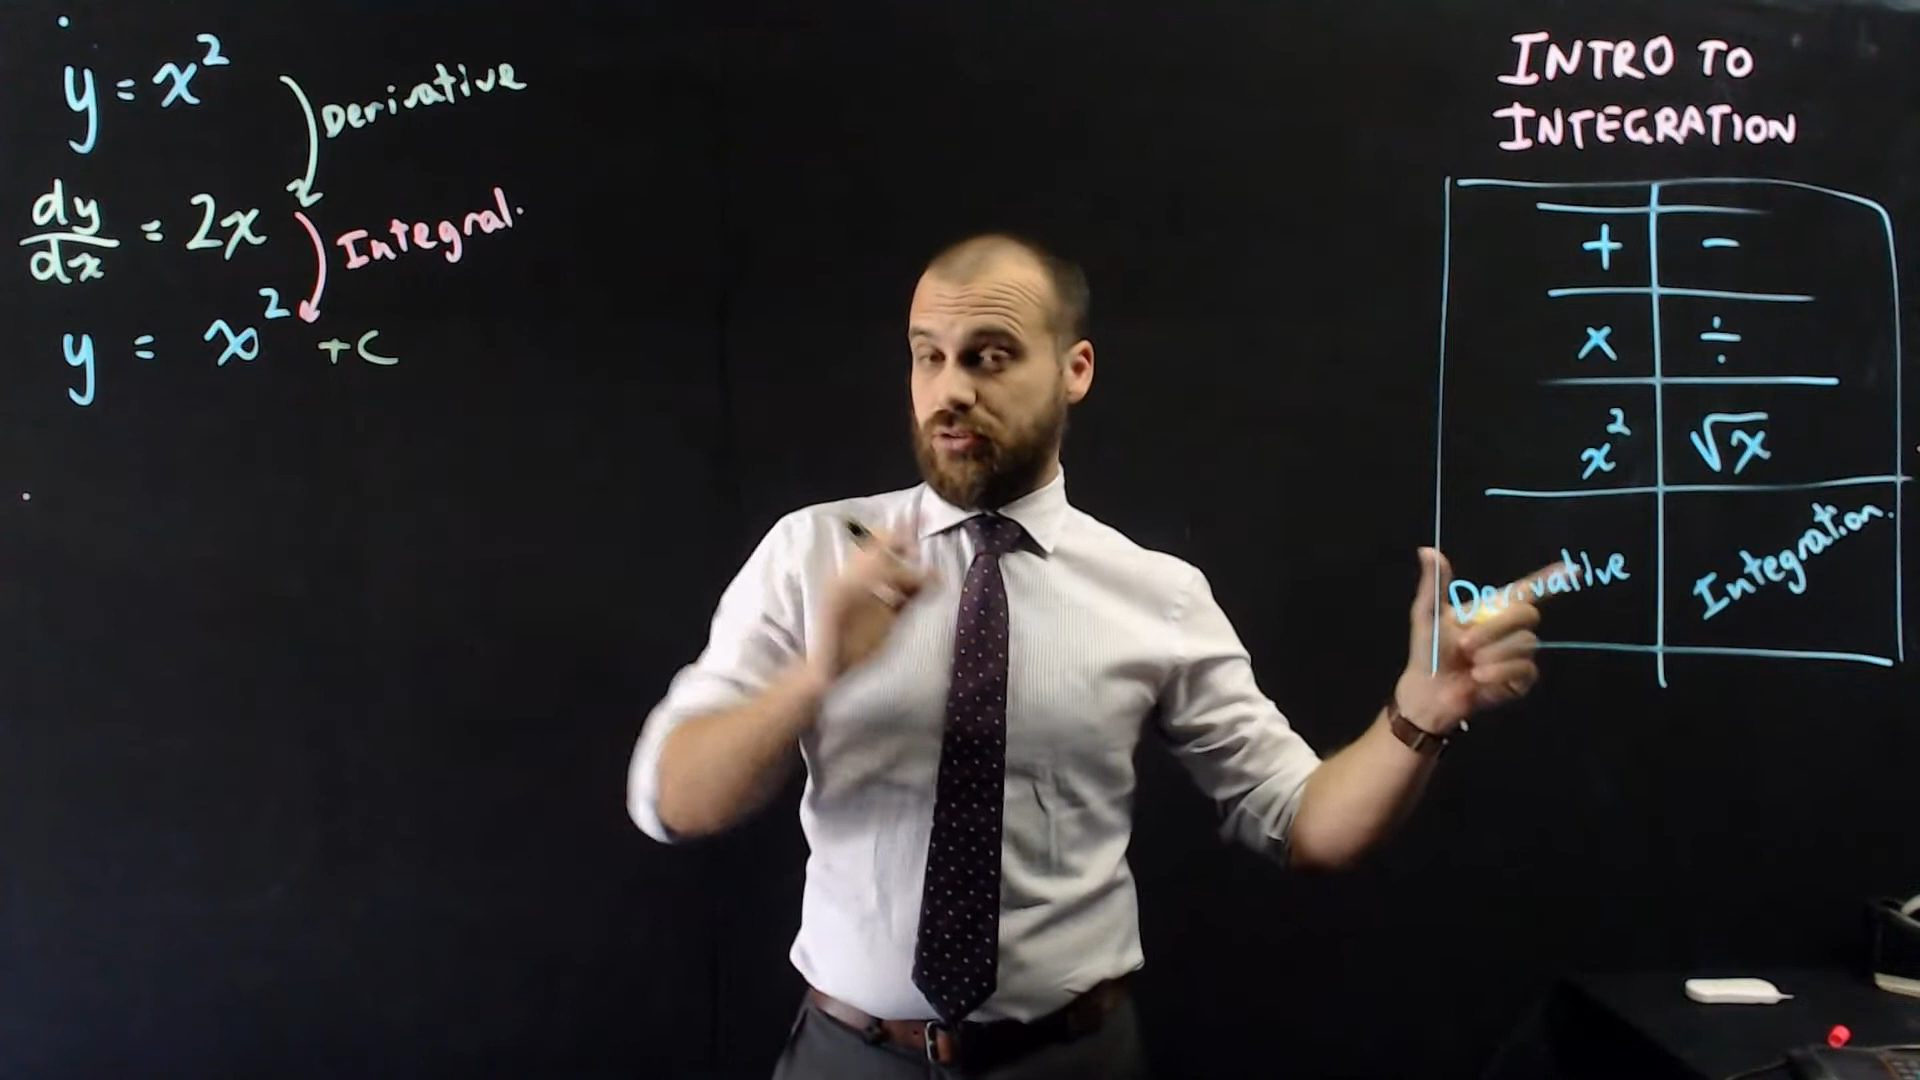 y = x²
Derivative
dy/dx = 2x
Integral.
y = x² + C
INTRO TO
INTEGRATION
+ −
× ÷
x² √x
Derivative Integration.